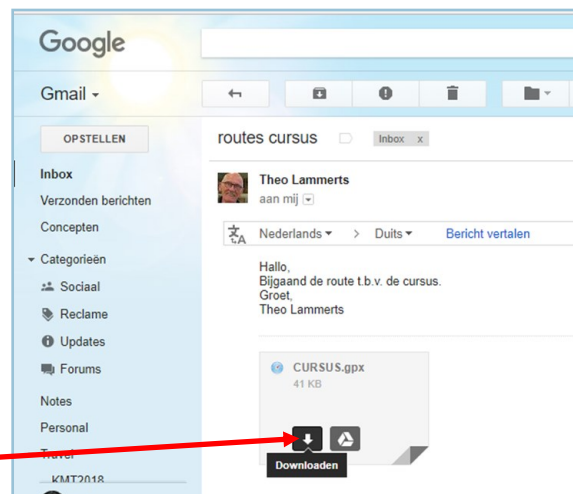 Google
Gmail
OPSTELLEN
Inbox
Verzonden berichten
Concepten
Categorieën
Sociaal
Reclame
Updates
Forums
Notes
Personal
Travel
KMT2018
routes cursus Inbox x
Theo Lammerts
aan mij
Nederlands > Duits Bericht vertalen
Hallo,
Bijgaand de route t.b.v. de cursus.
Groet,
Theo Lammerts
CURSUS.gpx
41 KB
Downloaden